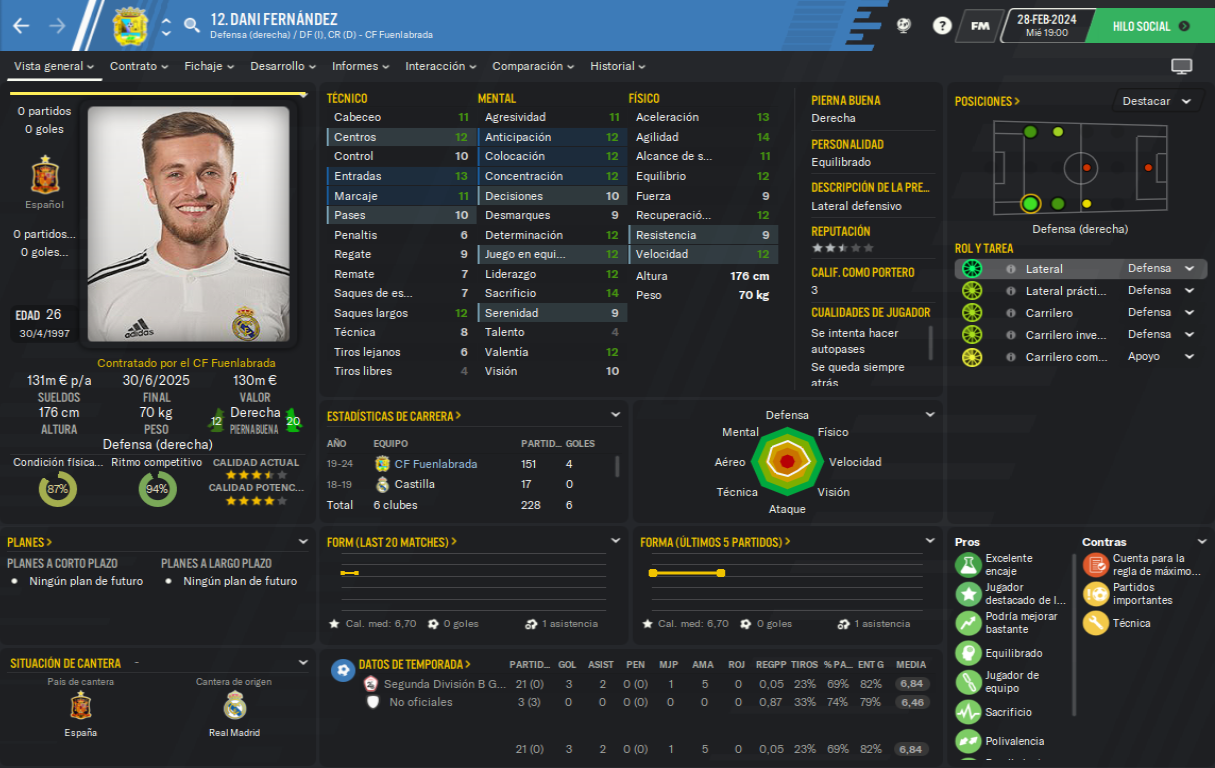 12. DANI FERNÁNDEZ
Defensa (derecha) / DF (I), CR (D) - CF Fuenlabrada
?
FM
28-FEB-2024
Mié 19:00
HILO SOCIAL
Vista general
Contrato
Fichaje
Desarrollo
Informes
Interacción
Comparación
Historial
0 partidos
0 goles
Español
0 partidos...
0 goles...
EDAD 26
30/4/1997
adidas
Contratado por el CF Fuenlabrada
131m € p/a
SUELDOS
30/6/2025
FINAL
130m €
VALOR
176 cm
ALTURA
70 kg
PESO
12
Derecha
PIERNA BUENA
20
Defensa (derecha)
Condición física...
87%
Ritmo competitivo
94%
CALIDAD ACTUAL
CALIDAD POTENC...
TÉCNICO
Cabeceo 11
Centros 12
Control 10
Entradas 13
Marcaje 11
Pases 10
Penaltis 6
Regate 9
Remate 7
Saques de es... 7
Saques largos 12
Técnica 8
Tiros lejanos 6
Tiros libres 4
MENTAL
Agresividad 11
Anticipación 12
Colocación 12
Concentración 12
Decisiones 10
Desmarques 9
Determinación 12
Juego en equi... 12
Liderazgo 12
Sacrificio 14
Serenidad 9
Talento 4
Valentía 12
Visión 10
FÍSICO
Aceleración 13
Agilidad 14
Alcance de s... 11
Equilibrio 12
Fuerza 9
Recuperació... 12
Resistencia 9
Velocidad 12
Altura 176 cm
Peso 70 kg
PIERNA BUENA
Derecha
PERSONALIDAD
Equilibrado
DESCRIPCIÓN DE LA PRE...
Lateral defensivo
REPUTACIÓN
CALIF. COMO PORTERO
3
CUALIDADES DE JUGADOR
Se intenta hacer
autopases
Se queda siempre
atrás
POSICIONES >
Destacar
Defensa (derecha)
ROL Y TAREA
Lateral Defensa
Lateral prácti... Defensa
Carrilero Defensa
Carrilero inve... Defensa
Carrilero com... Apoyo
ESTADÍSTICAS DE CARRERA >
AÑO EQUIPO PARTID... GOLES
19-24 CF Fuenlabrada 151 4
18-19 Castilla 17 0
Total 6 clubes 228 6
Defensa
Mental Físico
Aéreo Velocidad
Técnica Visión
Ataque
PLANES >
PLANES A CORTO PLAZO
• Ningún plan de futuro
PLANES A LARGO PLAZO
• Ningún plan de futuro
FORM (LAST 20 MATCHES) >
Cal. med: 6,70 0 goles 1 asistencia
FORMA (ÚLTIMOS 5 PARTIDOS) >
Cal. med: 6,70 0 goles 1 asistencia
Pros
Excelente
encaje
Jugador
destacado de l...
Podría mejorar
bastante
Equilibrado
Jugador de
equipo
Sacrificio
Polivalencia
Contras
Cuenta para la
regla de máximo...
Partidos
importantes
Técnica
SITUACIÓN DE CANTERA -
País de cantera
España
Cantera de origen
Real Madrid
DATOS DE TEMPORADA > PARTID... GOL ASIST PEN MJP AMA ROJ REGPP TIROS % PA... ENT G MEDIA
Segunda División B G... 21 (0) 3 2 0 (0) 1 5 0 0,05 23% 69% 82% 6,84
No oficiales 3 (3) 0 0 0 (0) 0 0 0 0,87 33% 74% 79% 6,46
21 (0) 3 2 0 (0) 1 5 0 0,05 23% 69% 82% 6,84